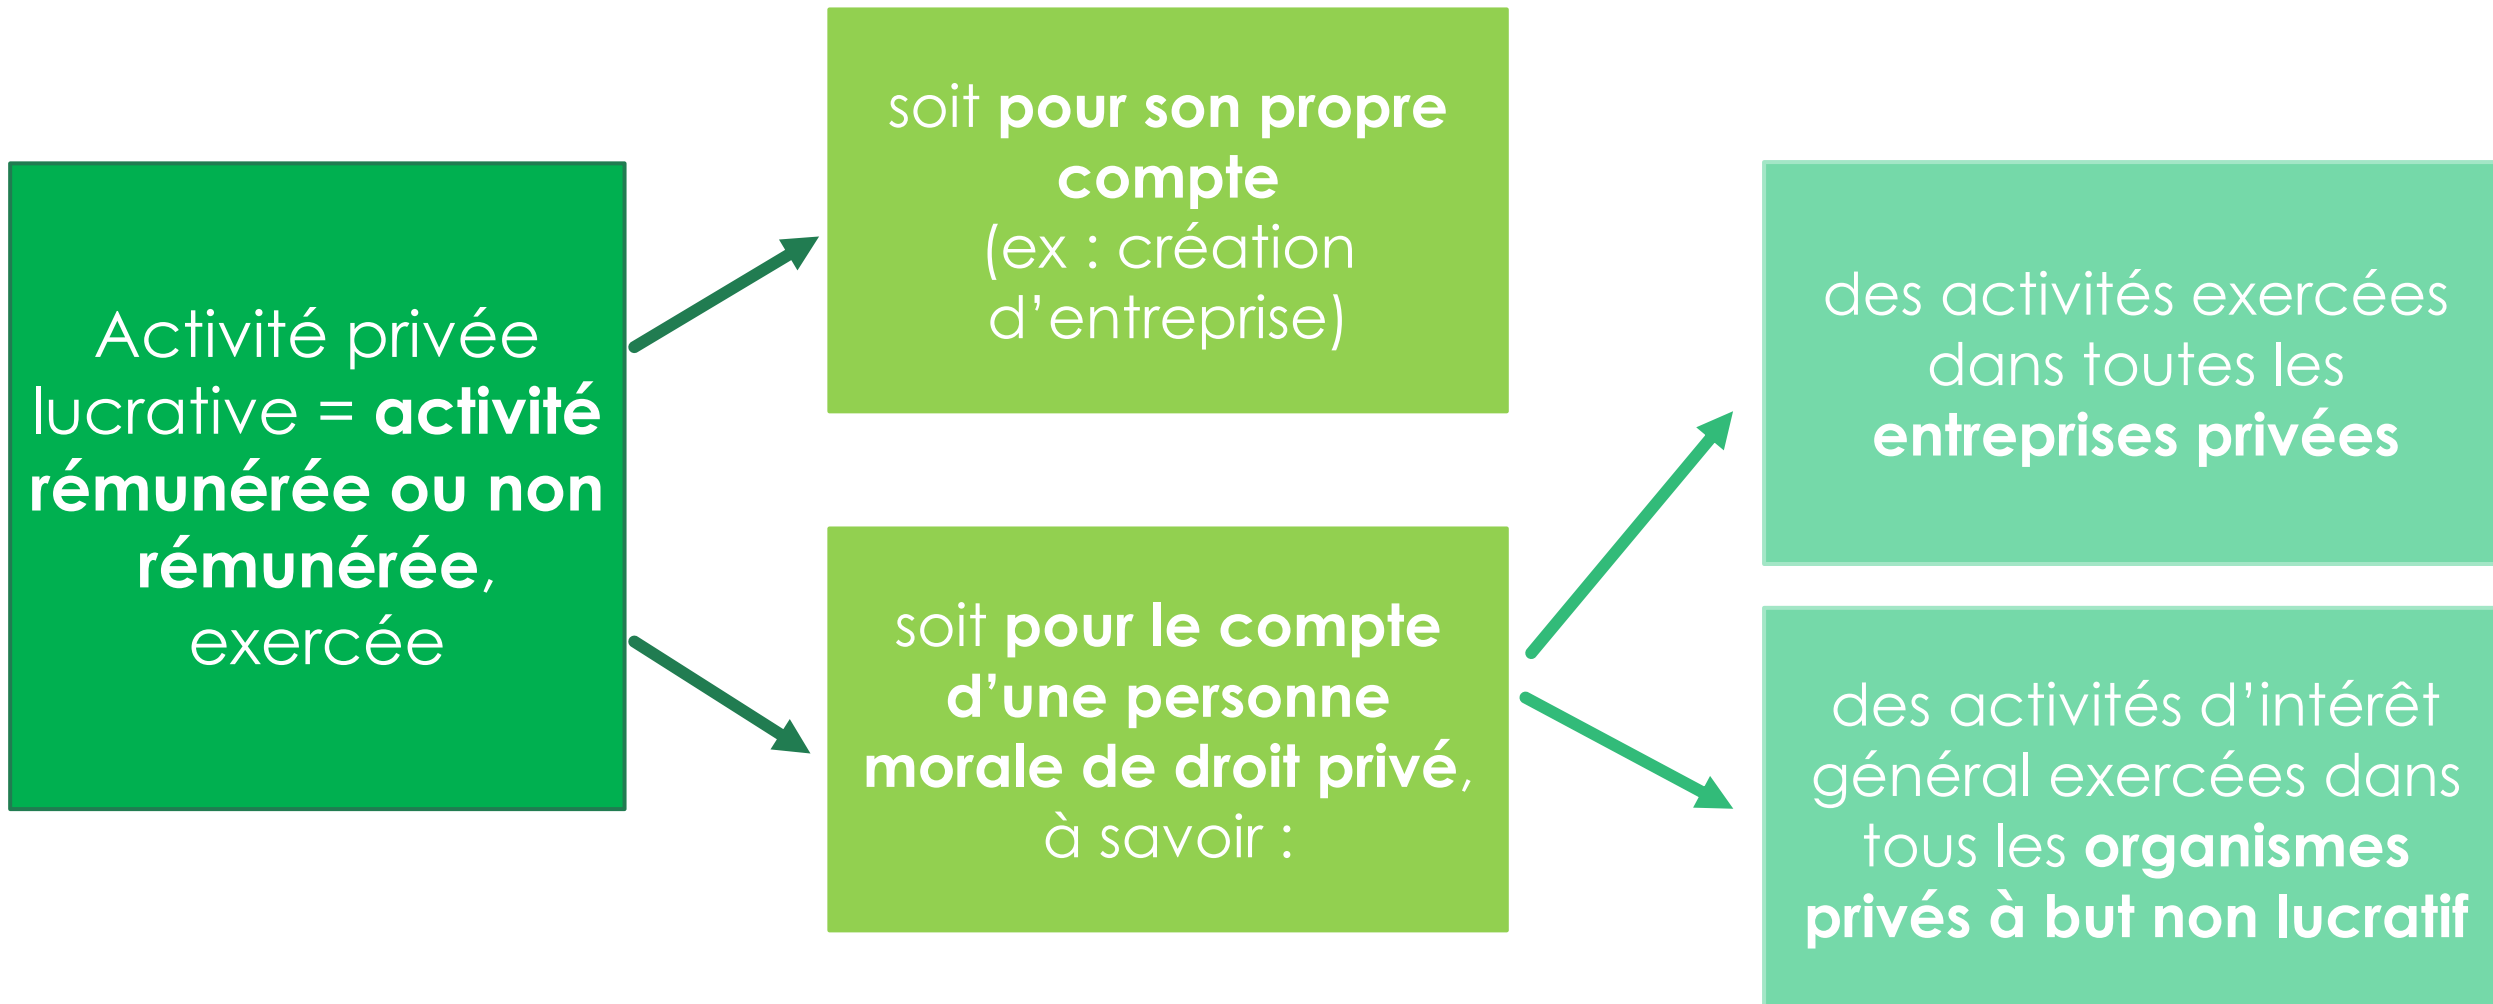 Activité privée
lucrative = activité
rémunérée ou non
rémunérée,
exercée
soit pour son propre
compte
(ex : création
d'entreprise)
soit pour le compte
d'une personne
morale de droit privé,
à savoir :
des activités exercées
dans toutes les
entreprises privées
des activités d'intérêt
général exercées dans
tous les organismes
privés à but non lucratif